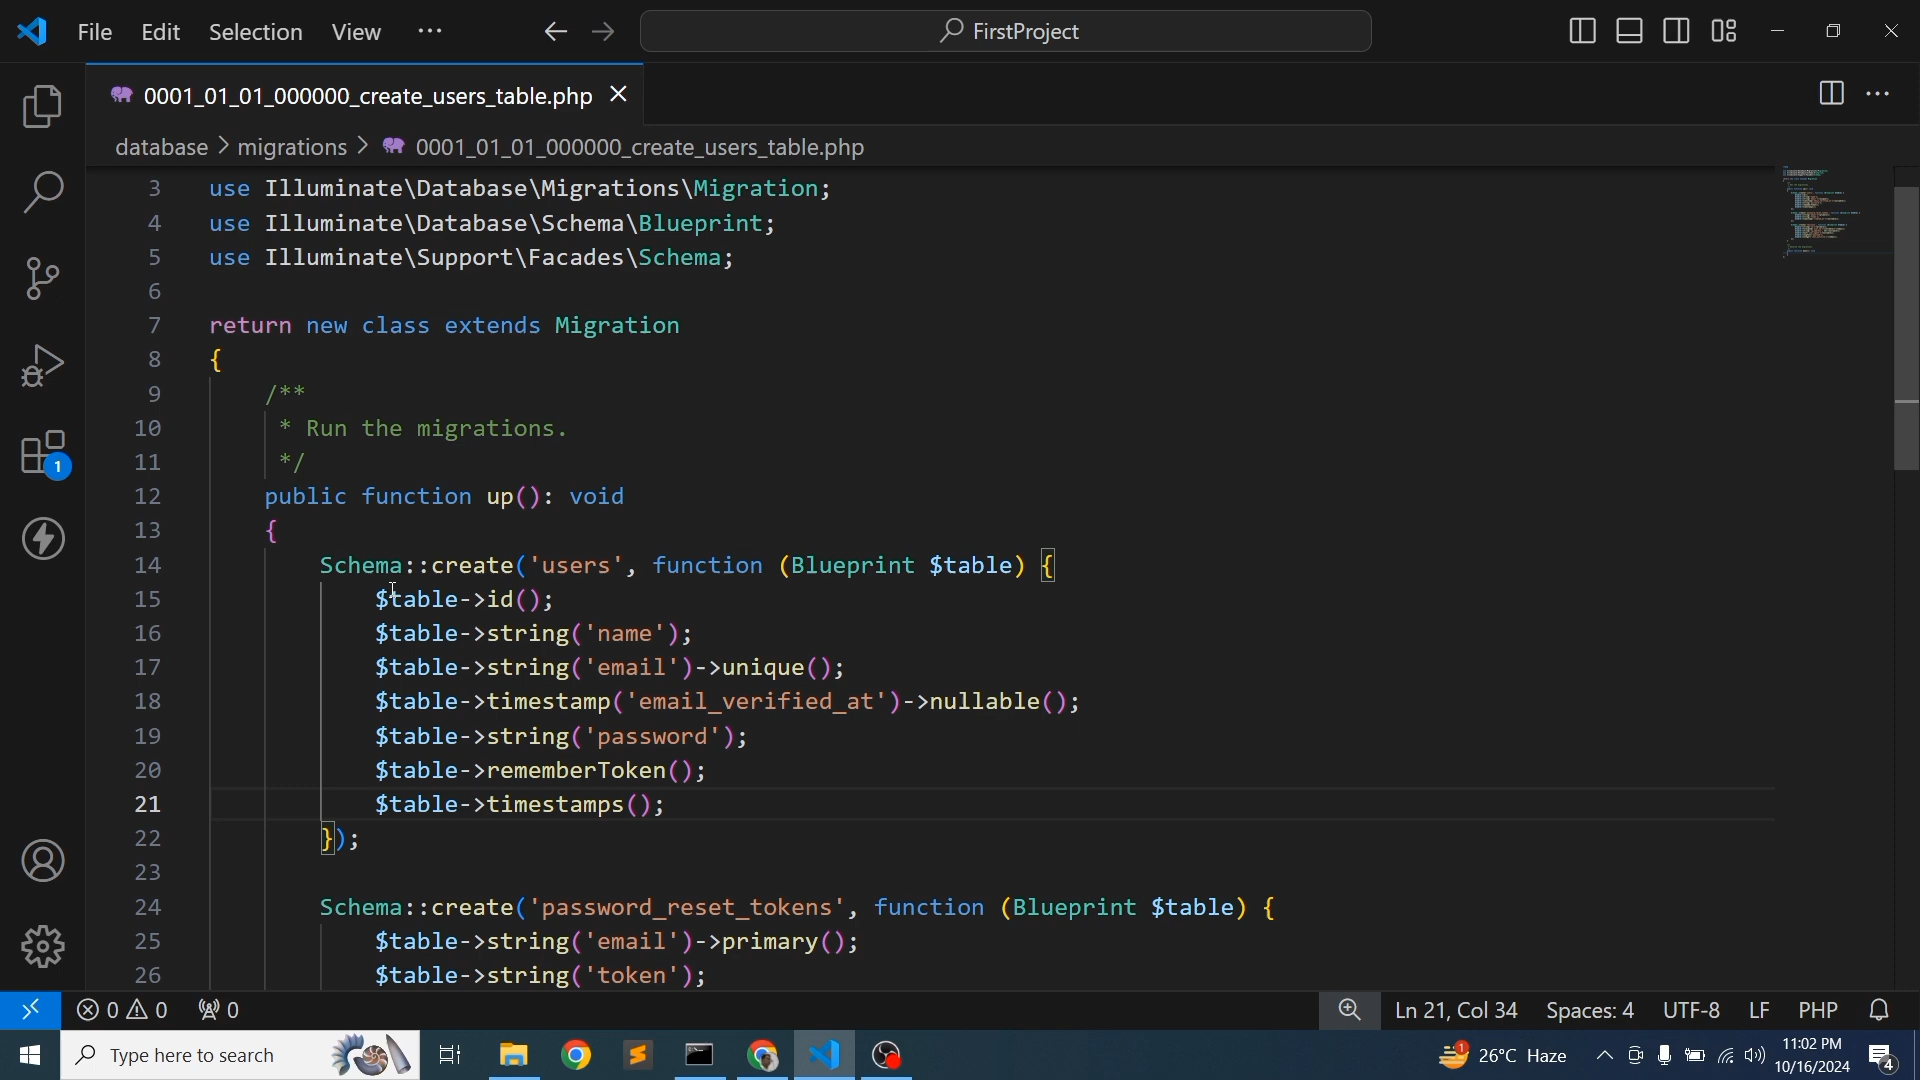 File Edit Selection View ··· FirstProject
0001_01_01_000000_create_users_table.php
database > migrations > 0001_01_01_000000_create_users_table.php
3 use Illuminate\Database\Migrations\Migration;
4 use Illuminate\Database\Schema\Blueprint;
5 use Illuminate\Support\Facades\Schema;
6
7 return new class extends Migration
8 {
9 /**
10 * Run the migrations.
11 */
12 public function up(): void
13 {
14 Schema::create('users', function (Blueprint $table) {
15 $table->id();
16 $table->string('name');
17 $table->string('email')->unique();
18 $table->timestamp('email_verified_at')->nullable();
19 $table->string('password');
20 $table->rememberToken();
21 $table->timestamps();
22 });
23
24 Schema::create('password_reset_tokens', function (Blueprint $table) {
25 $table->string('email')->primary();
26 $table->string('token');
1
0 0 0 Ln 21, Col 34 Spaces: 4 UTF-8 LF PHP
Type here to search 1 26°C Haze 11:02 PM
10/16/2024 4